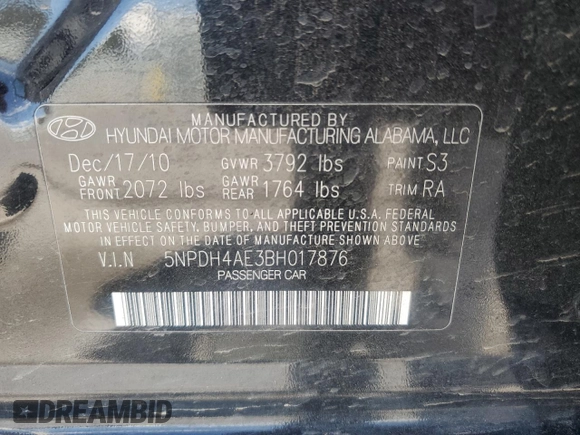 MANUFACTURED BY
HYUNDAI MOTOR MANUFACTURING ALABAMA, LLC
Dec/17/10 GVWR 3792 lbs PAINT S3
GAWR FRONT 2072 lbs GAWR REAR 1764 lbs TRIM RA
THIS VEHICLE CONFORMS TO ALL APPLICABLE U.S.A. FEDERAL
MOTOR VEHICLE SAFETY, BUMPER, AND THEFT PREVENTION STANDARDS
IN EFFECT ON THE DATE OF MANUFACTURE SHOWN ABOVE.
V.I.N 5NPDH4AE3BH017876
PASSENGER CAR
DREAMBID